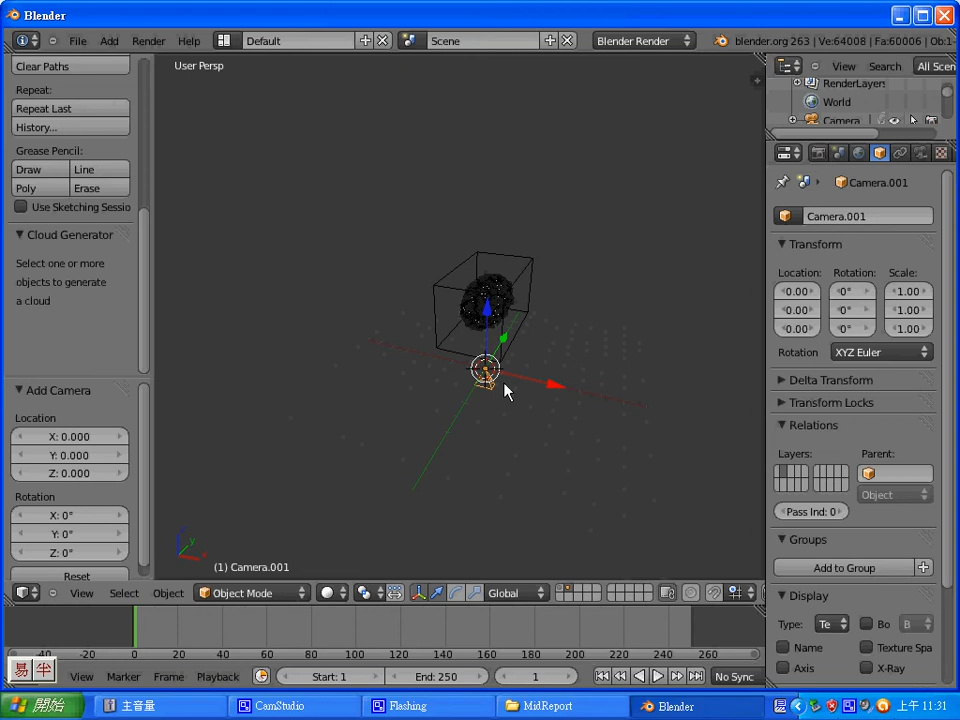 Blender
File Add Render Help Default Scene Blender Render blender.org 263 | Ve:64008 | Fa:60006 | Ob:1-
Clear Paths
Repeat:
Repeat Last
History...
Grease Pencil:
Draw Line
Poly Erase
Use Sketching Sessio
Cloud Generator
Select one or more
objects to generate
a cloud
Add Camera
Location
X: 0.000
Y: 0.000
Z: 0.000
Rotation
X: 0°
Y: 0°
Z: 0°
Reset
User Persp
(1) Camera.001
View Search All Scen
RenderLayers
World
Camera
Camera.001
Camera.001
Transform
Location: Rotation: Scale:
0.00 0° 1.00
0.00 0° 1.00
0.00 0° 1.00
Rotation XYZ Euler
Delta Transform
Transform Locks
Relations
Layers: Parent:
Object
Pass Ind: 0
Groups
Add to Group
Display
Type: Te Bo B
Name Texture Spa
Axis X-Ray
View Select Object Object Mode Global
-40 -20 0 20 40 60 80 100 120 140 160 180 200 220 240 260
View Marker Frame Playback Start: 1 End: 250 1 No Sync
易 半
開始 主音量 CamStudio Flashing MidReport Blender 上午 11:31